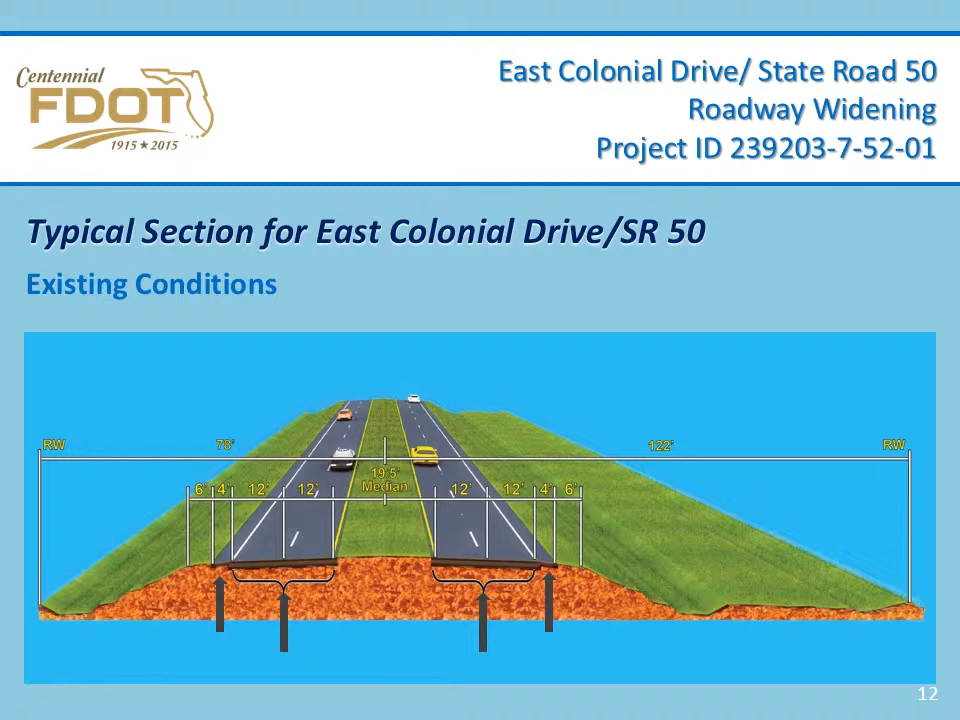 Centennial
FDOT
1915 ★ 2015
East Colonial Drive/ State Road 50
Roadway Widening
Project ID 239203-7-52-01
Typical Section for East Colonial Drive/SR 50
Existing Conditions
RW 78' 122' RW
19.5'
Median
6' 4' 12' 12' 12' 12' 4' 6'
12